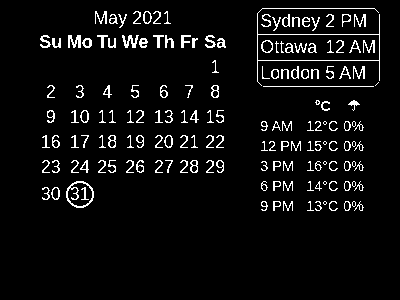 May 2021
Su Mo Tu We Th Fr Sa
1
2 3 4 5 6 7 8
9 10 11 12 13 14 15
16 17 18 19 20 21 22
23 24 25 26 27 28 29
30 31
Sydney 2 PM
Ottawa 12 AM
London 5 AM
°C
9 AM 12°C 0%
12 PM 15°C 0%
3 PM 16°C 0%
6 PM 14°C 0%
9 PM 13°C 0%